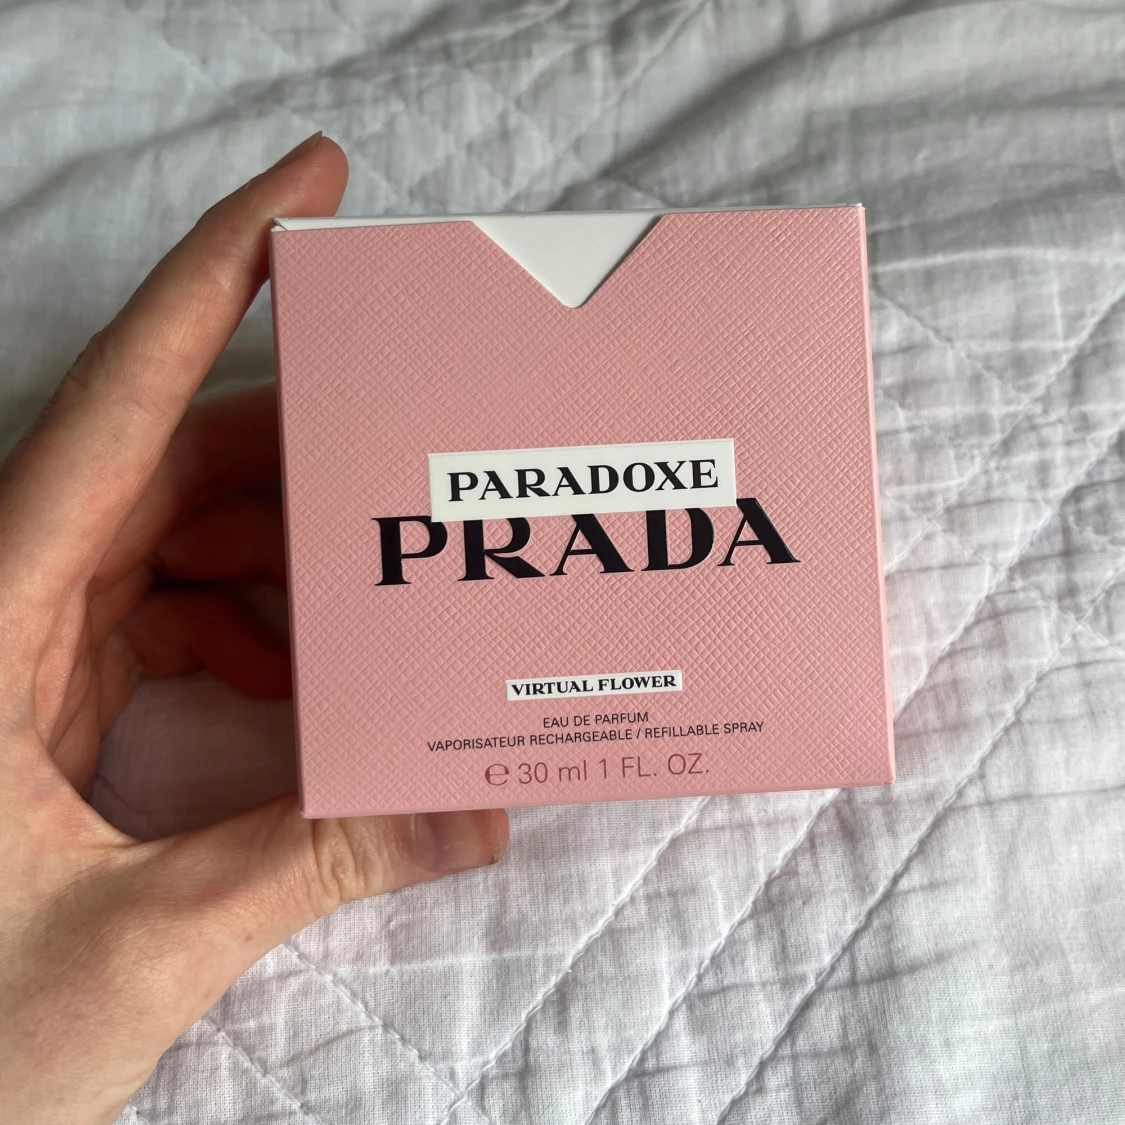 PARADOXE
PRADA
VIRTUAL FLOWER
EAU DE PARFUM
VAPORISATEUR RECHARGEABLE / REFILLABLE SPRAY
℮ 30 ml 1 FL. OZ.